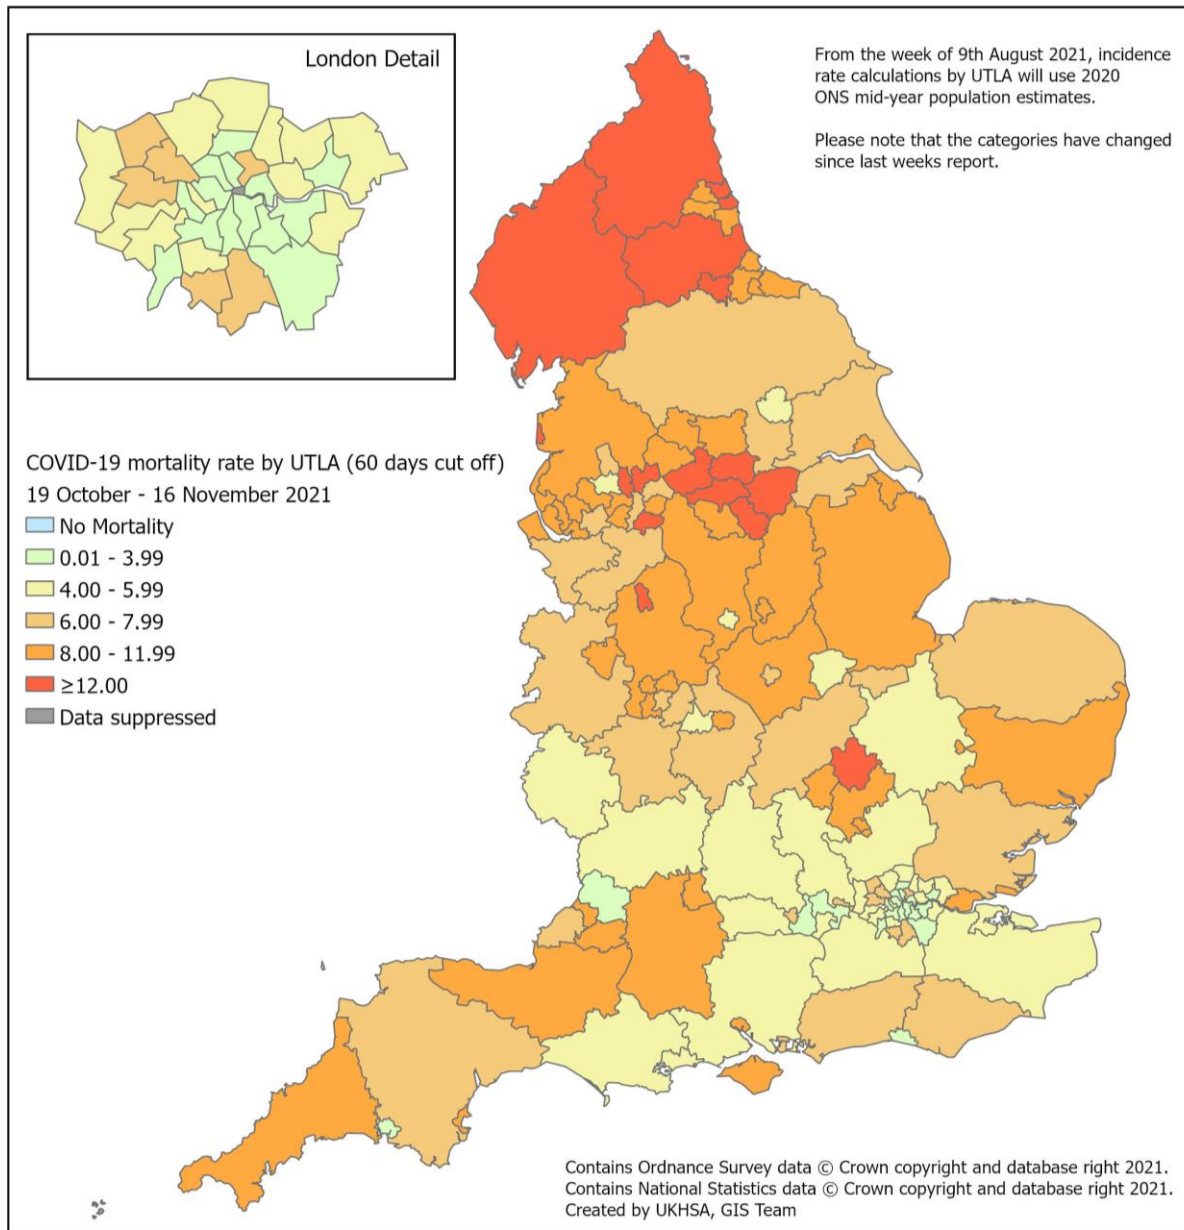 London Detail
From the week of 9th August 2021, incidence
rate calculations by UTLA will use 2020
ONS mid-year population estimates.
Please note that the categories have changed
since last weeks report.
COVID-19 mortality rate by UTLA (60 days cut off)
19 October - 16 November 2021
No Mortality
0.01 - 3.99
4.00 - 5.99
6.00 - 7.99
8.00 - 11.99
≥12.00
Data suppressed
Contains Ordnance Survey data © Crown copyright and database right 2021.
Contains National Statistics data © Crown copyright and database right 2021.
Created by UKHSA, GIS Team